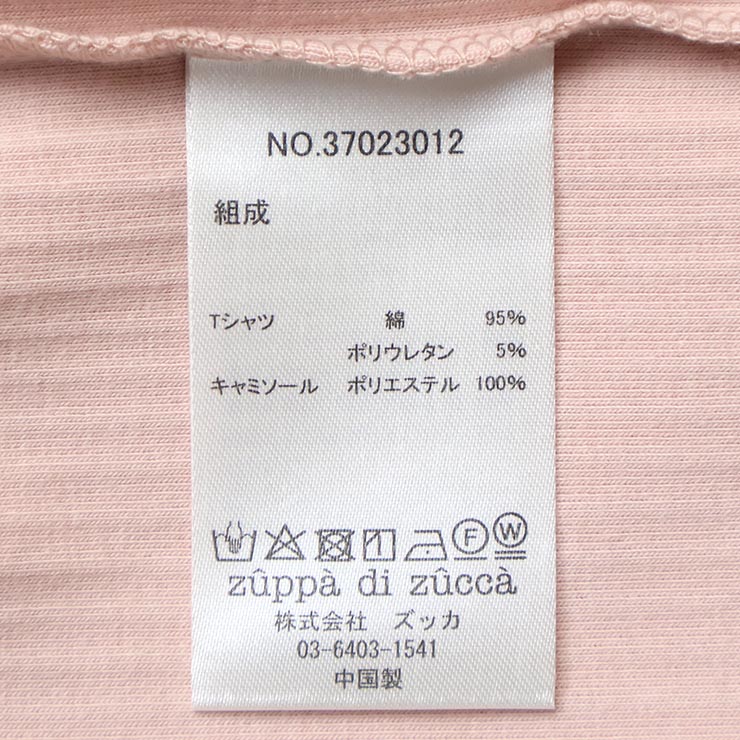 NO.37023012
組成
Tシャツ 綿 95%
ポリウレタン 5%
キャミソール ポリエステル 100%
F W
zûppà di zûccà
株式会社 ズッカ
03-6403-1541
中国製